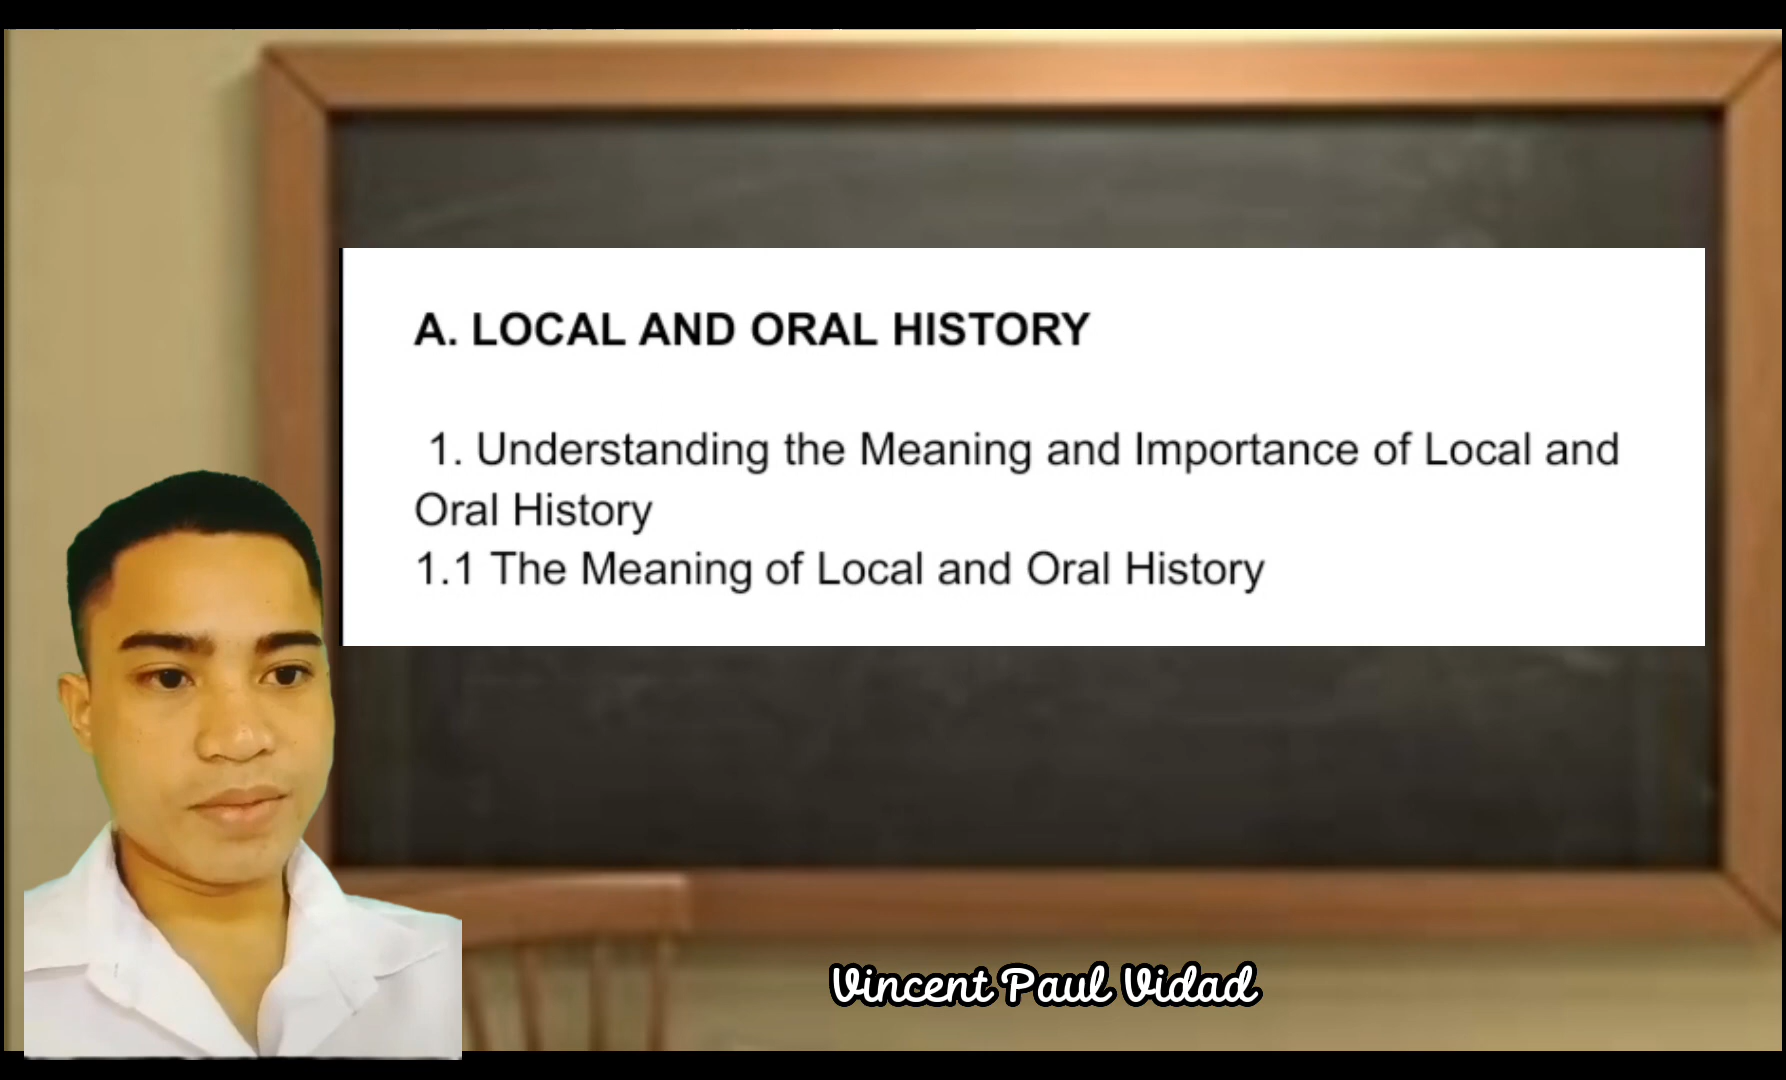 A. LOCAL AND ORAL HISTORY
1. Understanding the Meaning and Importance of Local and
Oral History
1.1 The Meaning of Local and Oral History
Vincent Paul Vidad